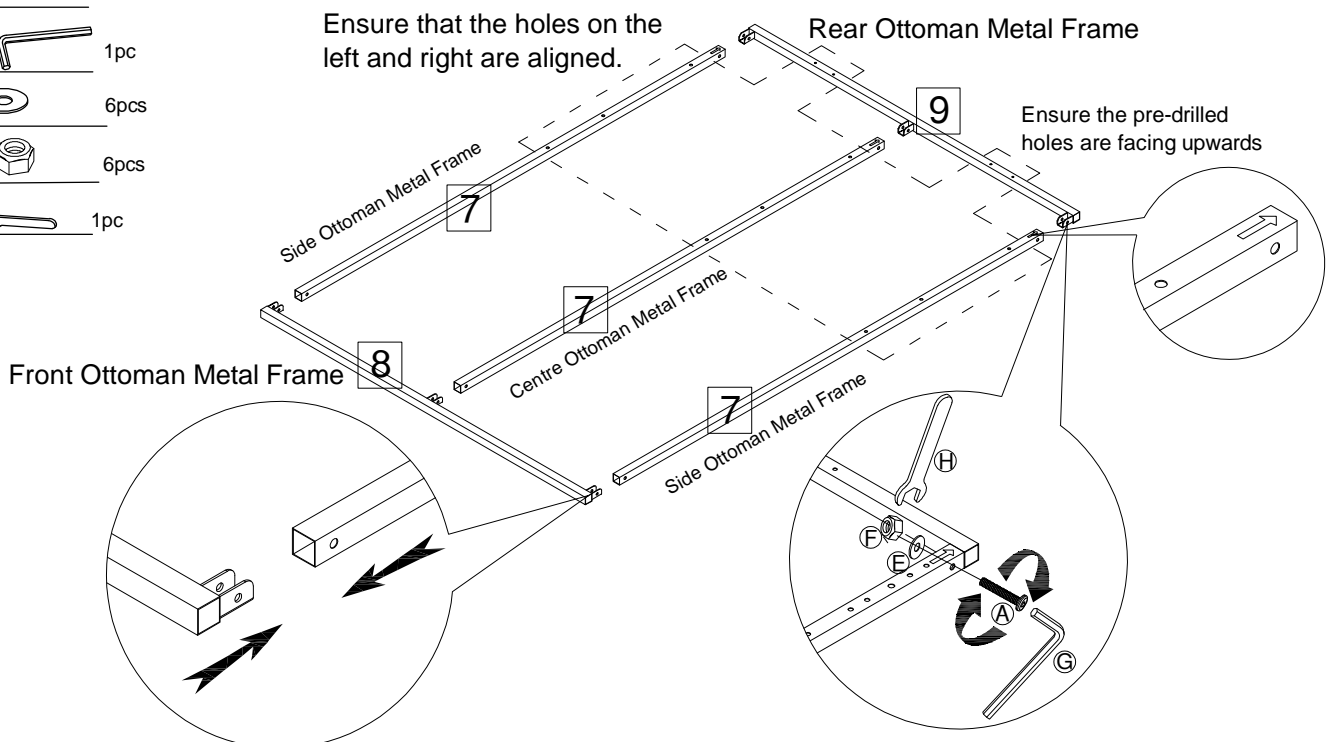 1pc
6pcs
6pcs
1pc
Ensure that the holes on the
left and right are aligned.
Rear Ottoman Metal Frame
9
Ensure the pre-drilled
holes are facing upwards
Side Ottoman Metal Frame
7
7
Centre Ottoman Metal Frame
Front Ottoman Metal Frame
8
7
Side Ottoman Metal Frame
H
F
E
A
G